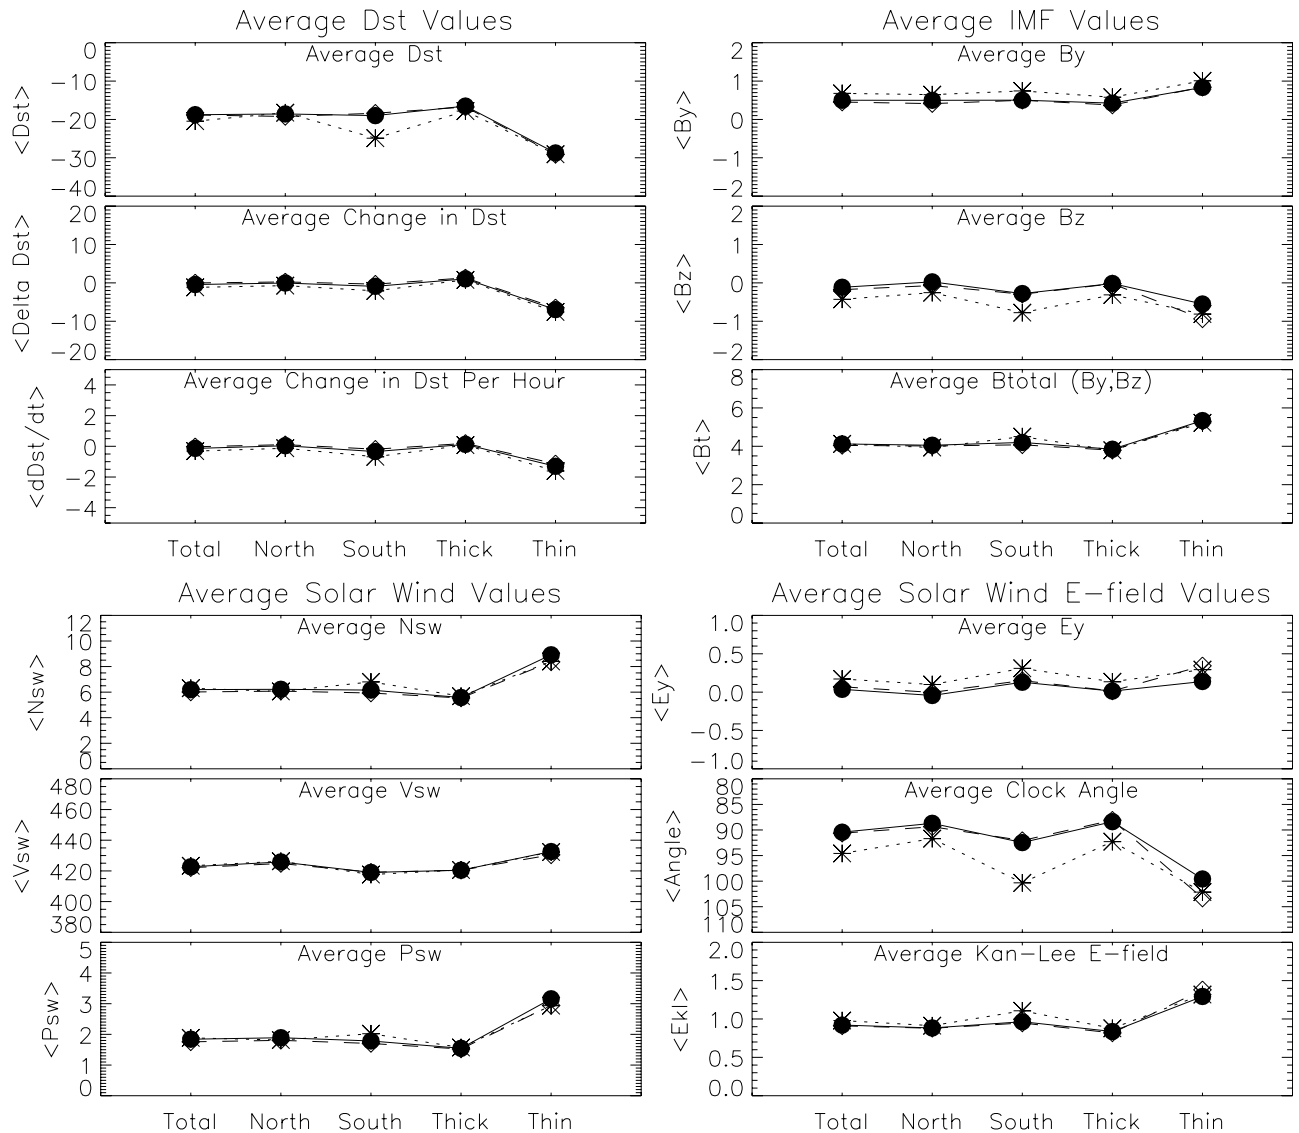 Average Dst Values
Average Dst
<Dst>
0
−10
−20
−30
−40
Average Change in Dst
<Delta Dst>
20
10
0
−10
−20
Average Change in Dst Per Hour
<dDst/dt>
4
2
0
−2
−4
Total North South Thick Thin
Average IMF Values
Average By
<By>
2
1
0
−1
−2
Average Bz
<Bz>
2
1
0
−1
−2
Average Btotal (By,Bz)
<Bt>
8
6
4
2
0
Total North South Thick Thin
Average Solar Wind Values
Average Nsw
<Nsw>
12
10
8
6
4
2
0
Average Vsw
<Vsw>
480
460
440
420
400
380
Average Psw
<Psw>
5
4
3
2
1
0
Total North South Thick Thin
Average Solar Wind E−field Values
Average Ey
<Ey>
1.0
0.5
0.0
−0.5
−1.0
Average Clock Angle
<Angle>
80
85
90
95
100
105
110
Average Kan−Lee E−field
<Ekl>
2.0
1.5
1.0
0.5
0.0
Total North South Thick Thin